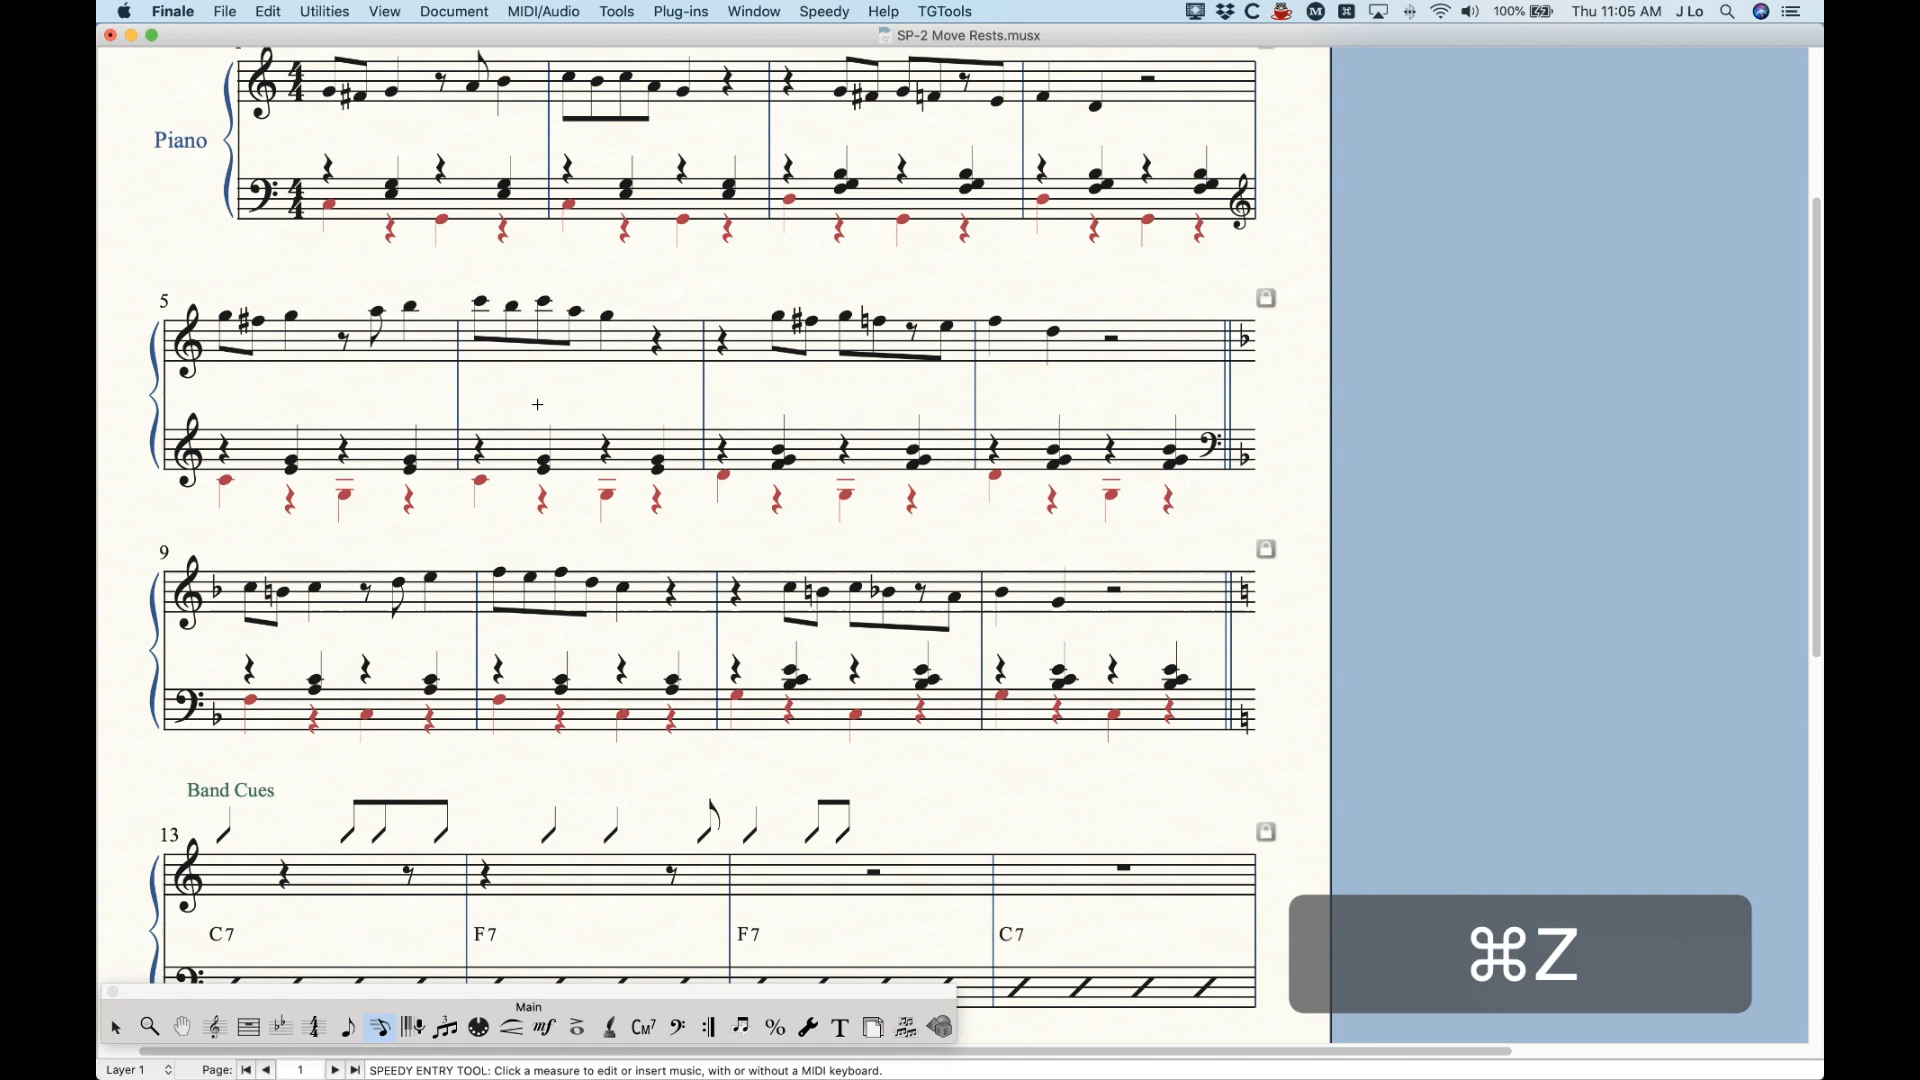 Finale File Edit Utilities View Document MIDI/Audio Tools Plug-ins Window Speedy Help TGTools 100% Thu 11:05 AM J Lo
SP-2 Move Rests.musx
Piano
5
9
Band Cues
13
C7 F7 F7 C7
⌘Z
Main
mf CM7 % T
Layer 1 Page: 1 SPEEDY ENTRY TOOL: Click a measure to edit or insert music, with or without a MIDI keyboard.